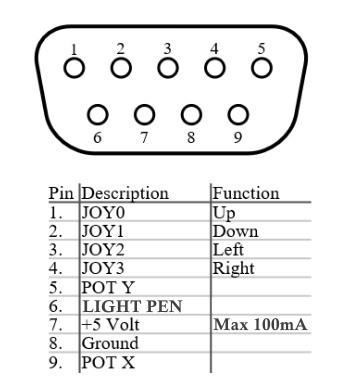 1 2 3 4 5
6 7 8 9
Pin Description Function
1. JOY0 Up
2. JOY1 Down
3. JOY2 Left
4. JOY3 Right
5. POT Y
6. LIGHT PEN
7. +5 Volt Max 100mA
8. Ground
9. POT X